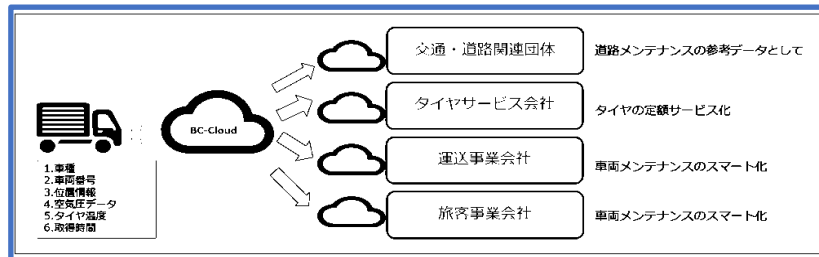 交通・道路関連団体
道路メンテナンスの参考データとして
タイヤサービス会社
タイヤの定額サービス化
BC-Cloud
運送事業会社
車両メンテナンスのスマート化
旅客事業会社
車両メンテナンスのスマート化
1.車種
2.車両番号
3.位置情報
4.空気圧データ
5.タイヤ温度
6.取得時間